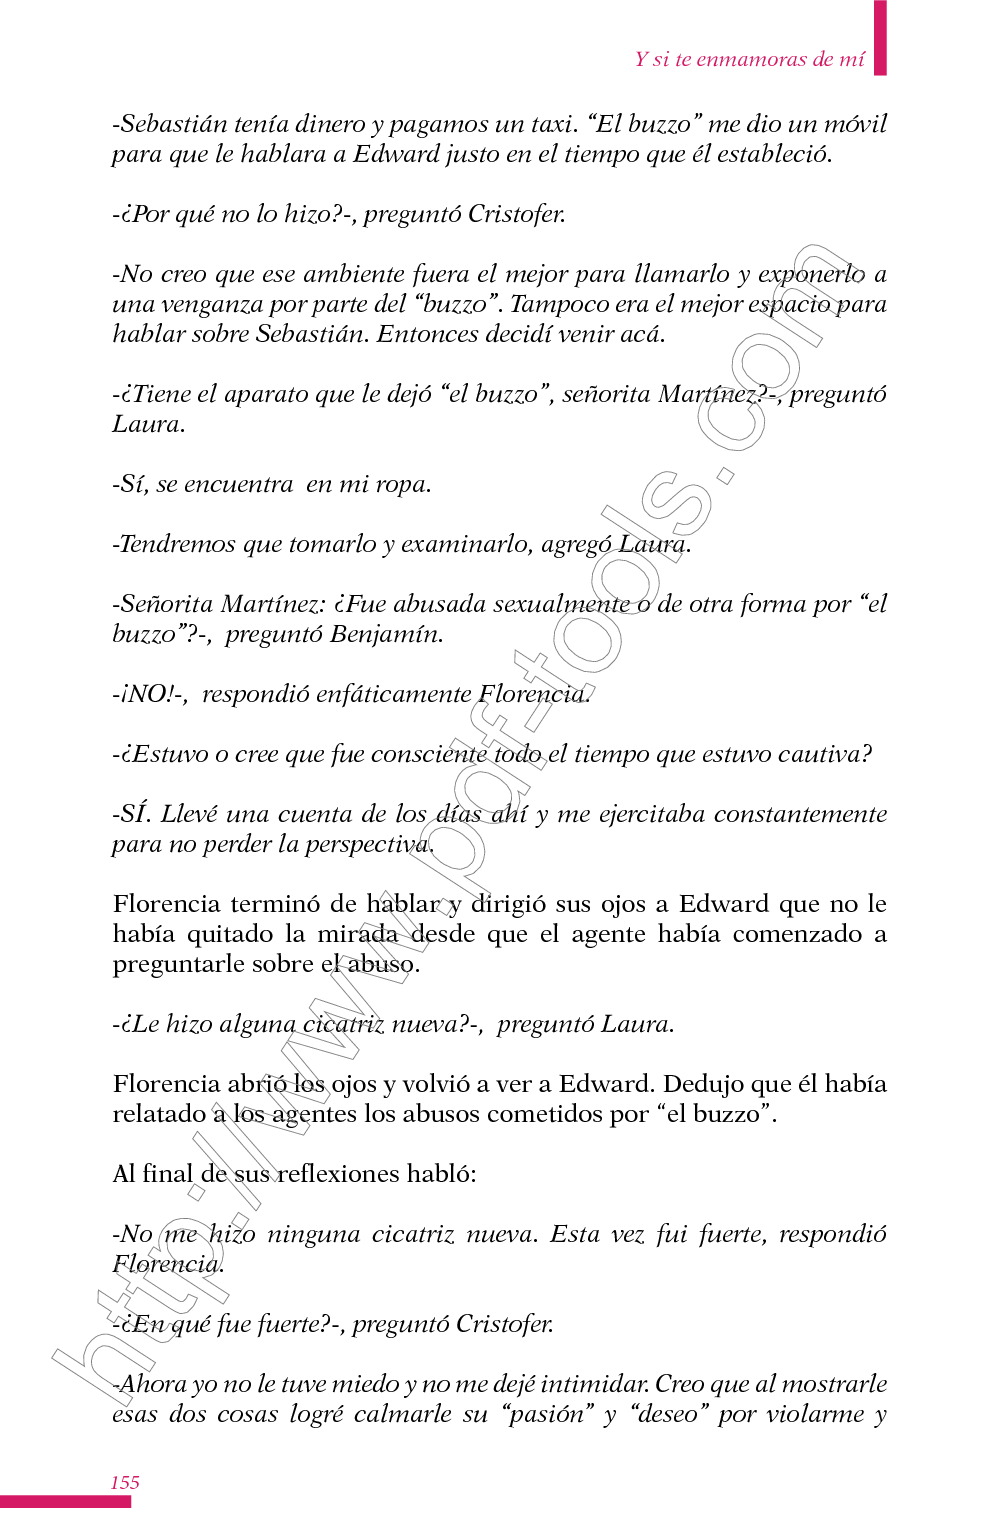 Y si te enmamoras de mí
-Sebastián tenía dinero y pagamos un taxi. “El buzzo” me dio un móvil
para que le hablara a Edward justo en el tiempo que él estableció.
-¿Por qué no lo hizo?-, preguntó Cristofer.
-No creo que ese ambiente fuera el mejor para llamarlo y exponerlo a
una venganza por parte del “buzzo”. Tampoco era el mejor espacio para
hablar sobre Sebastián. Entonces decidí venir acá.
-¿Tiene el aparato que le dejó “el buzzo”, señorita Martínez?-, preguntó
Laura.
-Sí, se encuentra  en mi ropa.
-Tendremos que tomarlo y examinarlo, agregó Laura.
-Señorita Martínez: ¿Fue abusada sexualmente o de otra forma por “el
buzzo”?-,  preguntó Benjamín.
-¡NO!-,  respondió enfáticamente Florencia.
-¿Estuvo o cree que fue consciente todo el tiempo que estuvo cautiva?
-SÍ. Llevé una cuenta de los días ahí y me ejercitaba constantemente
para no perder la perspectiva.
Florencia terminó de hablar y dirigió sus ojos a Edward que no le
había quitado la mirada desde que el agente había comenzado a
preguntarle sobre el abuso.
-¿Le hizo alguna cicatriz nueva?-,  preguntó Laura.
Florencia abrió los ojos y volvió a ver a Edward. Dedujo que él había
relatado a los agentes los abusos cometidos por “el buzzo”.
Al final de sus reflexiones habló:
-No me hizo ninguna cicatriz nueva. Esta vez fui fuerte, respondió
Florencia.
-¿En qué fue fuerte?-, preguntó Cristofer.
-Ahora yo no le tuve miedo y no me dejé intimidar. Creo que al mostrarle
esas dos cosas logré calmarle su “pasión” y “deseo” por violarme y
155
http://www.pdf-tools.com